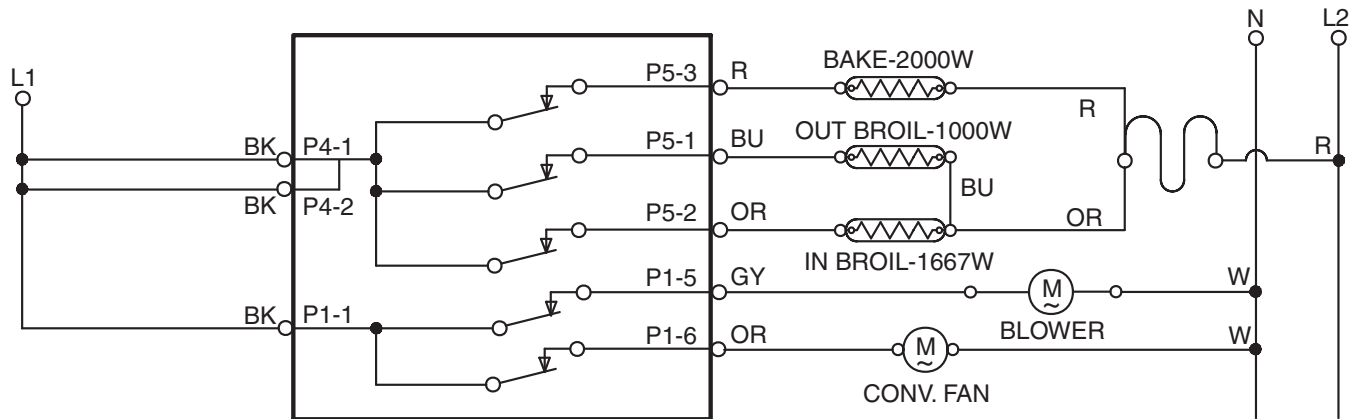 N L2
L1
P5-3 R BAKE-2000W
R
BK P4-1 P5-1 BU OUT BROIL-1000W
R
BK P4-2 BU
P5-2 OR OR
IN BROIL-1667W
P1-5 GY M ~ W
BK P1-1 BLOWER
P1-6 OR M ~ W
CONV. FAN